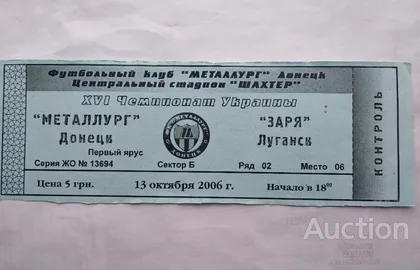 Футбольный клуб "МЕТАЛЛУРГ" Донецк
Центральный стадион "ШАХТЕР"
XVI Чемпионат Украины
"МЕТАЛЛУРГ" "ЗАРЯ"
Донецк Луганск
Первый ярус
Серия ЖО № 13694 Сектор Б Ряд 02 Место 06
Цена 5 грн. 13 октября 2006 г. Начало в 18⁰⁰
КОНТРОЛЬ
Auction